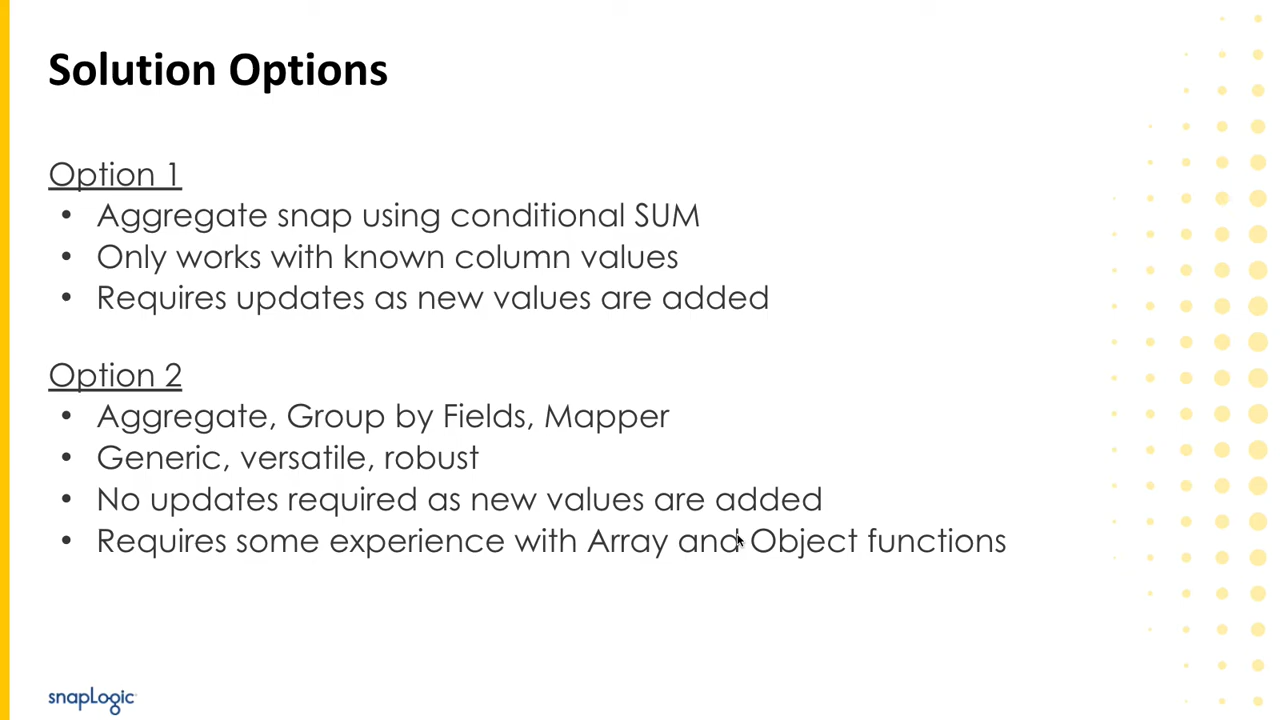 Solution Options
Option 1
• Aggregate snap using conditional SUM
• Only works with known column values
• Requires updates as new values are added
Option 2
• Aggregate, Group by Fields, Mapper
• Generic, versatile, robust
• No updates required as new values are added
• Requires some experience with Array and Object functions
snapLogic